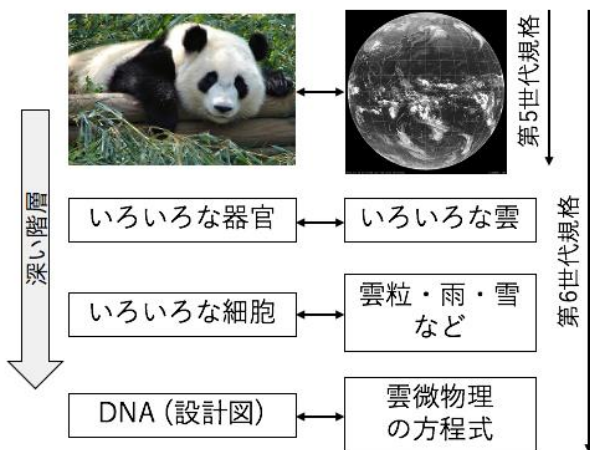 第5世代規格
第6世代規格
深い階層
いろいろな器官
いろいろな雲
いろいろな細胞
雲粒・雨・雪
など
DNA（設計図）
雲微物理
の方程式